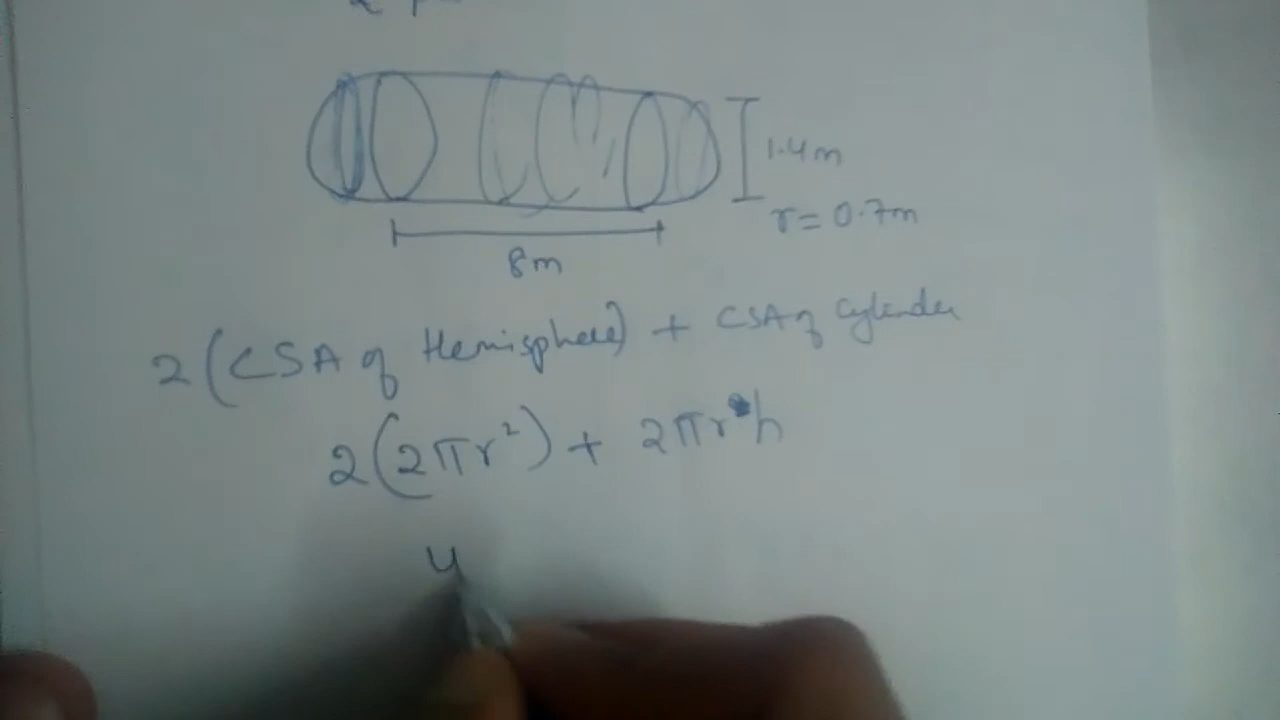 1.4m
r = 0.7m
8m
2 (CSA of Hemisphere) + CSA of cylinder
2(2πr²) + 2πrh
4